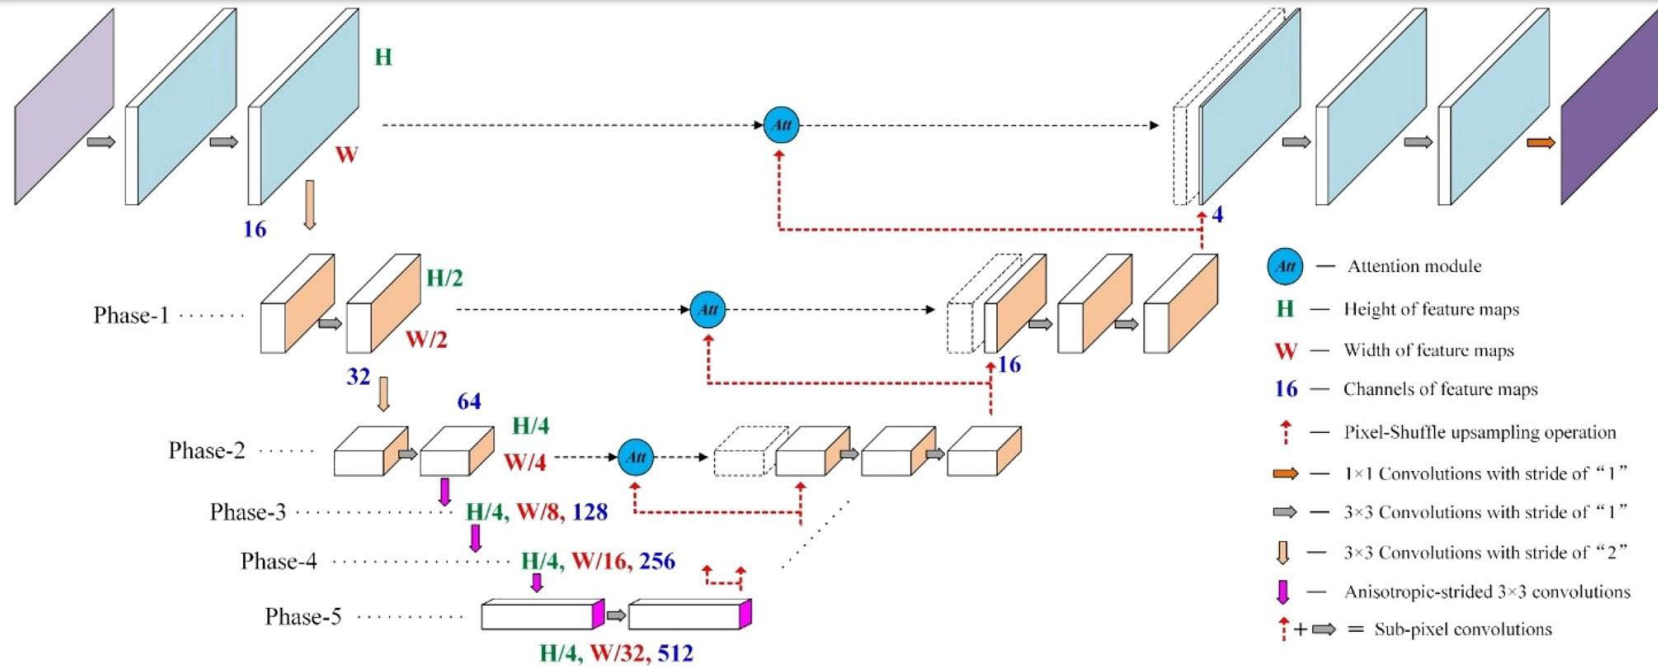 H
Att
W
4
16
H/2
Phase-1 ······
Att
W/2
16
32
64
H/4
Phase-2 ·····
W/4
Att
Phase-3 ··················
H/4, W/8, 128
Phase-4 ··················
H/4, W/16, 256
Phase-5 ···········
H/4, W/32, 512
Att — Attention module
H — Height of feature maps
W — Width of feature maps
16 — Channels of feature maps
— Pixel-Shuffle upsampling operation
— 1×1 Convolutions with stride of “1”
— 3×3 Convolutions with stride of “1”
— 3×3 Convolutions with stride of “2”
— Anisotropic-strided 3×3 convolutions
+ = Sub-pixel convolutions